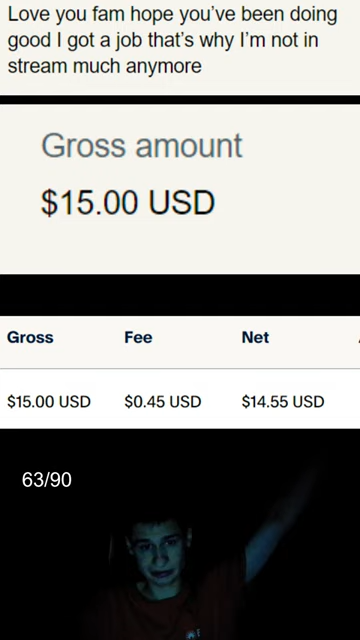 Love you fam hope you’ve been doing
good I got a job that’s why I’m not in
stream much anymore
Gross amount
$15.00 USD
Gross Fee Net
$15.00 USD $0.45 USD $14.55 USD
63/90